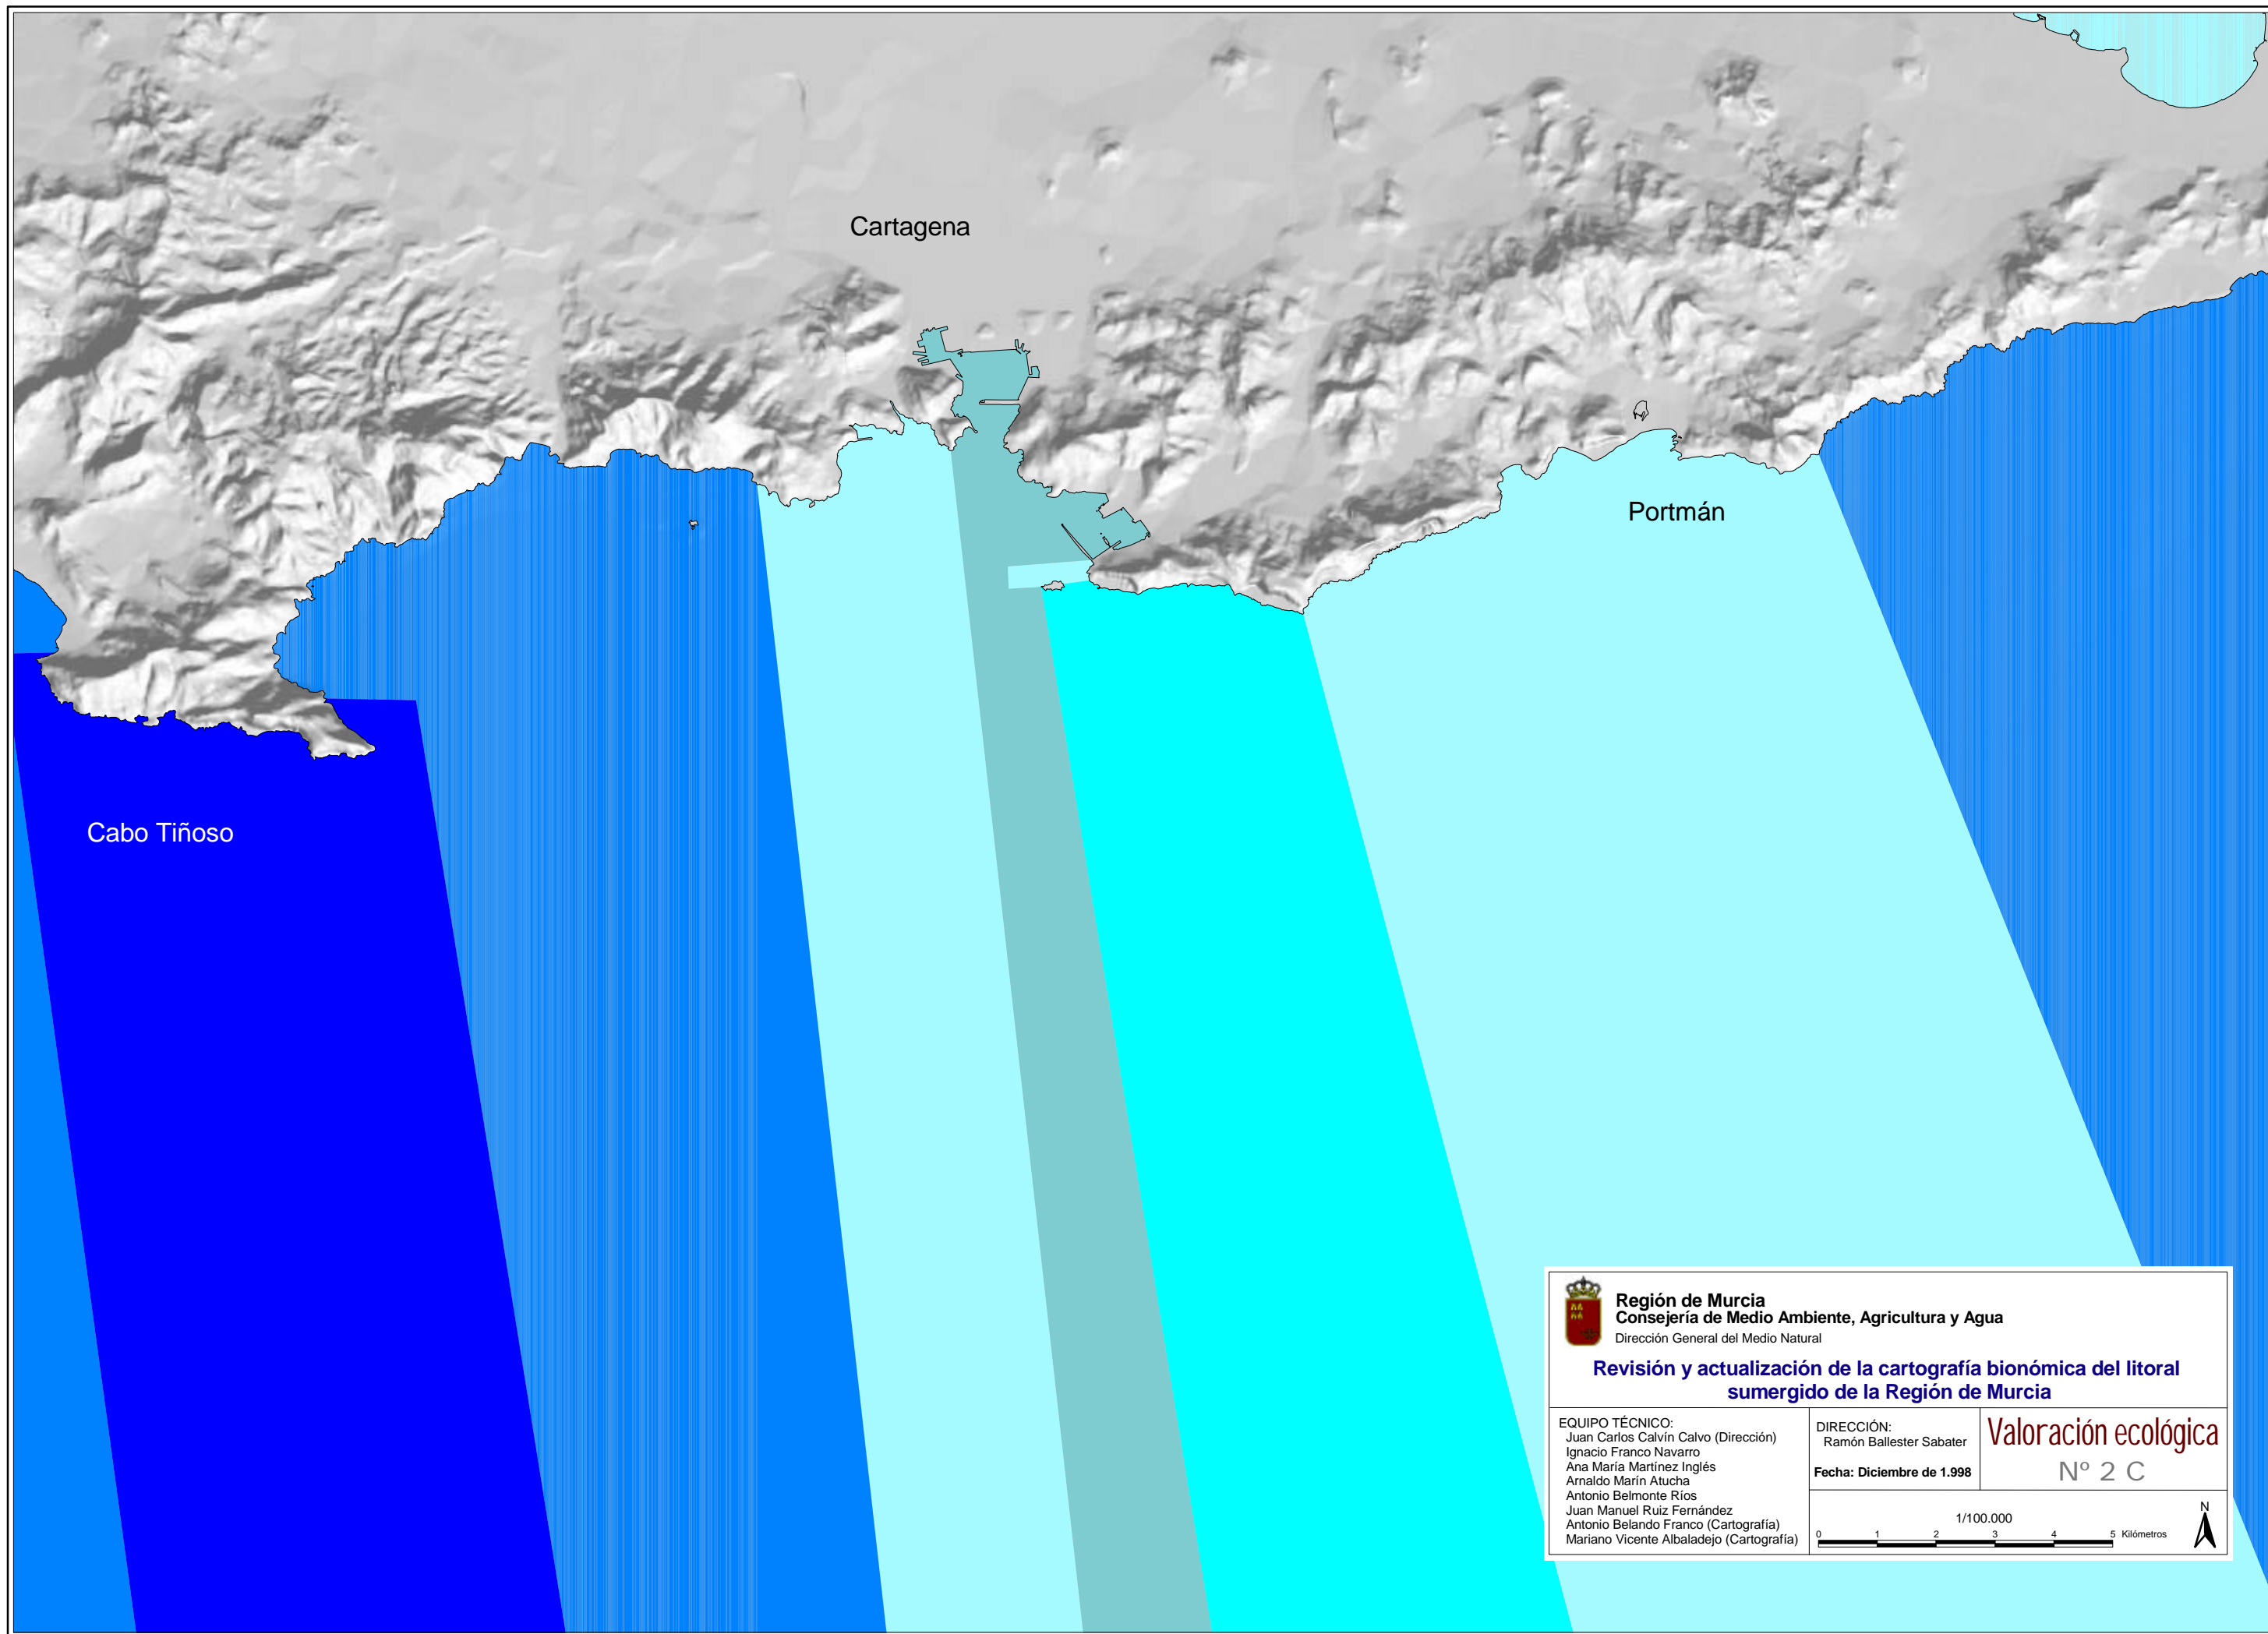 Cartagena
Portmán
Cabo Tiñoso
Región de Murcia
Consejería de Medio Ambiente, Agricultura y Agua
Dirección General del Medio Natural
Revisión y actualización de la cartografía bionómica del litoral
sumergido de la Región de Murcia
EQUIPO TÉCNICO:
Juan Carlos Calvín Calvo (Dirección)
Ignacio Franco Navarro
Ana María Martínez Inglés
Arnaldo Marín Atucha
Antonio Belmonte Ríos
Juan Manuel Ruiz Fernández
Antonio Belando Franco (Cartografía)
Mariano Vicente Albaladejo (Cartografía)
DIRECCIÓN:
Ramón Ballester Sabater
Fecha: Diciembre de 1.998
Valoración ecológica
Nº 2 C
1/100.000
0 1 2 3 4 5 Kilómetros
N